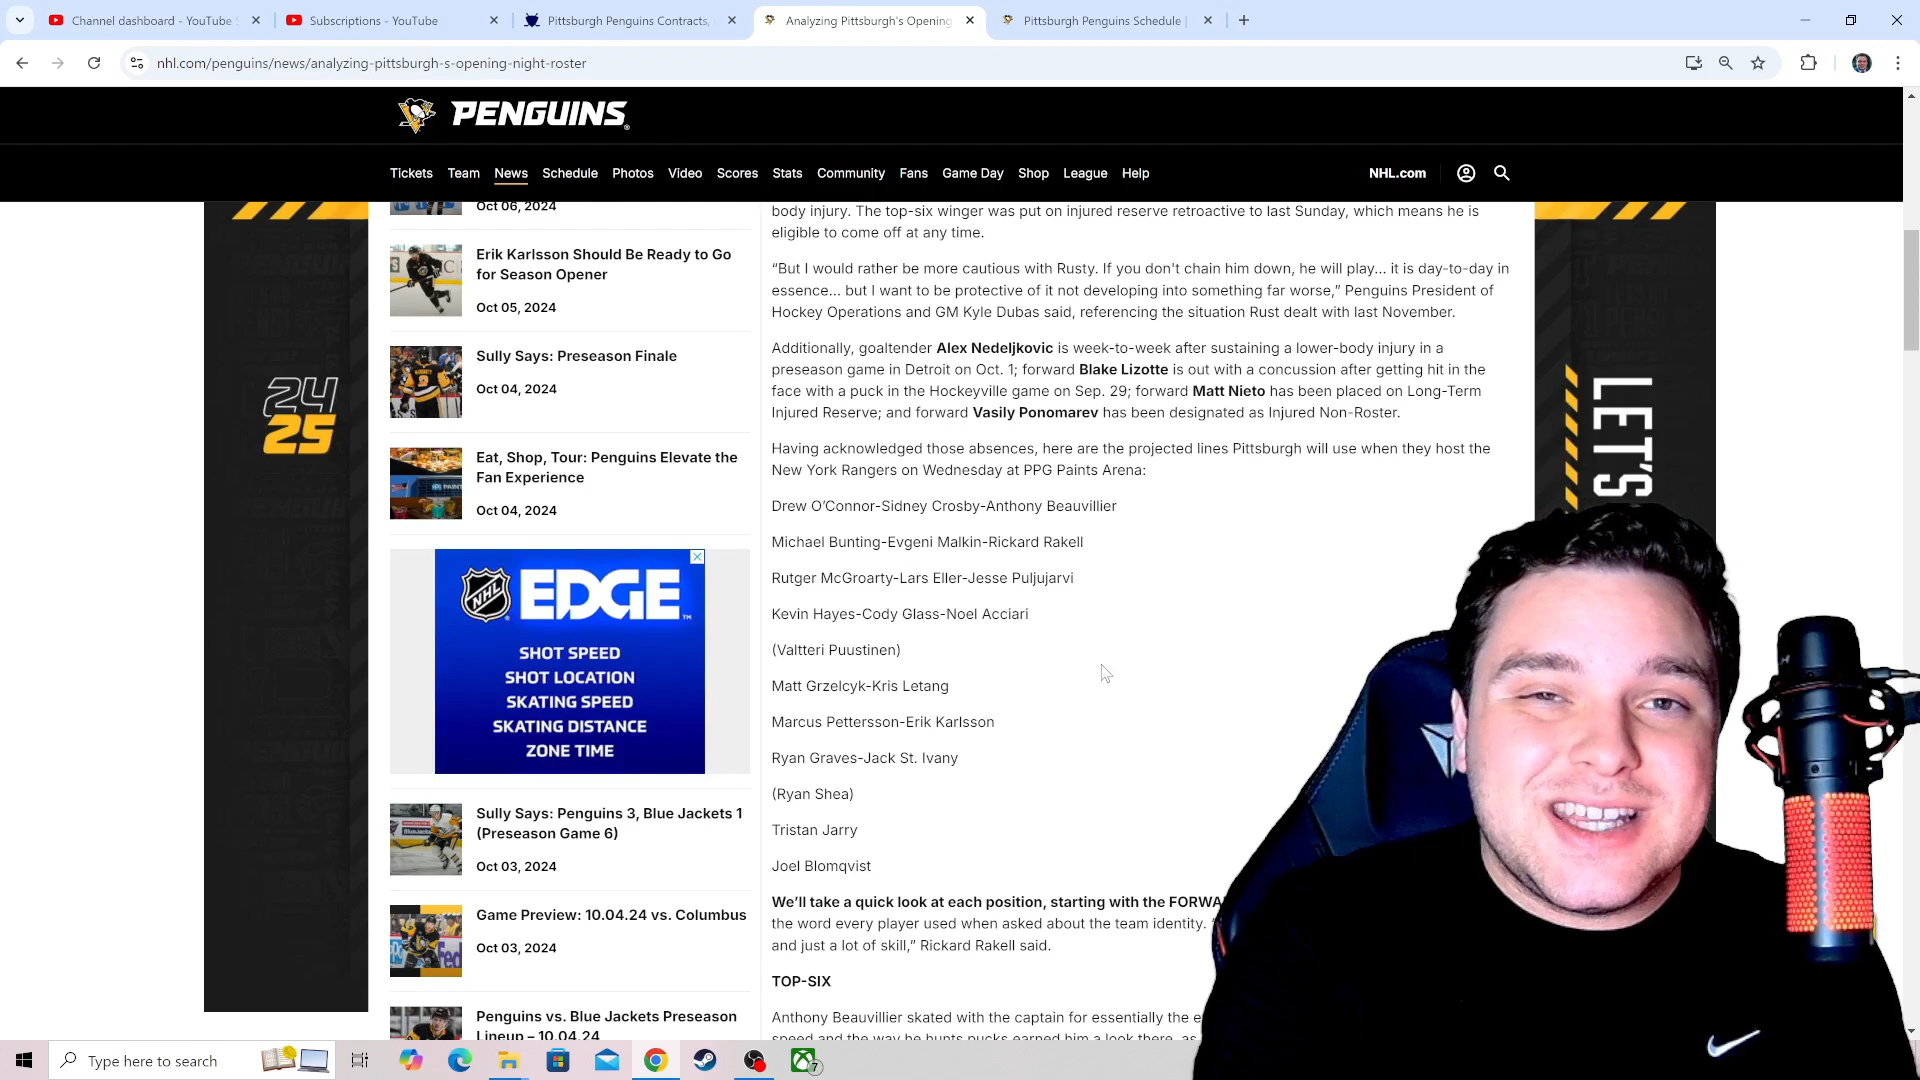 Channel dashboard - YouTube S
Subscriptions - YouTube
Pittsburgh Penguins Contracts,
Analyzing Pittsburgh's Opening
Pittsburgh Penguins Schedule |
nhl.com/penguins/news/analyzing-pittsburgh-s-opening-night-roster
PENGUINS
Tickets Team News Schedule Photos Video Scores Stats Community Fans Game Day Shop League Help
NHL.com
24
25
LET'S
Oct 06, 2024
Erik Karlsson Should Be Ready to Go
for Season Opener
Oct 05, 2024
Sully Says: Preseason Finale
Oct 04, 2024
Eat, Shop, Tour: Penguins Elevate the
Fan Experience
Oct 04, 2024
NHL EDGE
SHOT SPEED
SHOT LOCATION
SKATING SPEED
SKATING DISTANCE
ZONE TIME
Sully Says: Penguins 3, Blue Jackets 1
(Preseason Game 6)
Oct 03, 2024
Game Preview: 10.04.24 vs. Columbus
Oct 03, 2024
Penguins vs. Blue Jackets Preseason
Lineup – 10.04.24
body injury. The top-six winger was put on injured reserve retroactive to last Sunday, which means he is
eligible to come off at any time.
“But I would rather be more cautious with Rusty. If you don't chain him down, he will play... it is day-to-day in
essence... but I want to be protective of it not developing into something far worse,” Penguins President of
Hockey Operations and GM Kyle Dubas said, referencing the situation Rust dealt with last November.
Additionally, goaltender Alex Nedeljkovic is week-to-week after sustaining a lower-body injury in a
preseason game in Detroit on Oct. 1; forward Blake Lizotte is out with a concussion after getting hit in the
face with a puck in the Hockeyville game on Sep. 29; forward Matt Nieto has been placed on Long-Term
Injured Reserve; and forward Vasily Ponomarev has been designated as Injured Non-Roster.
Having acknowledged those absences, here are the projected lines Pittsburgh will use when they host the
New York Rangers on Wednesday at PPG Paints Arena:
Drew O’Connor-Sidney Crosby-Anthony Beauvillier
Michael Bunting-Evgeni Malkin-Rickard Rakell
Rutger McGroarty-Lars Eller-Jesse Puljujarvi
Kevin Hayes-Cody Glass-Noel Acciari
(Valtteri Puustinen)
Matt Grzelcyk-Kris Letang
Marcus Pettersson-Erik Karlsson
Ryan Graves-Jack St. Ivany
(Ryan Shea)
Tristan Jarry
Joel Blomqvist
We’ll take a quick look at each position, starting with the FORWA
the word every player used when asked about the team identity.
and just a lot of skill,” Rickard Rakell said.
TOP-SIX
Anthony Beauvillier skated with the captain for essentially the e
speed and the way he hunts pucks earned him a look there, as
Type here to search
7